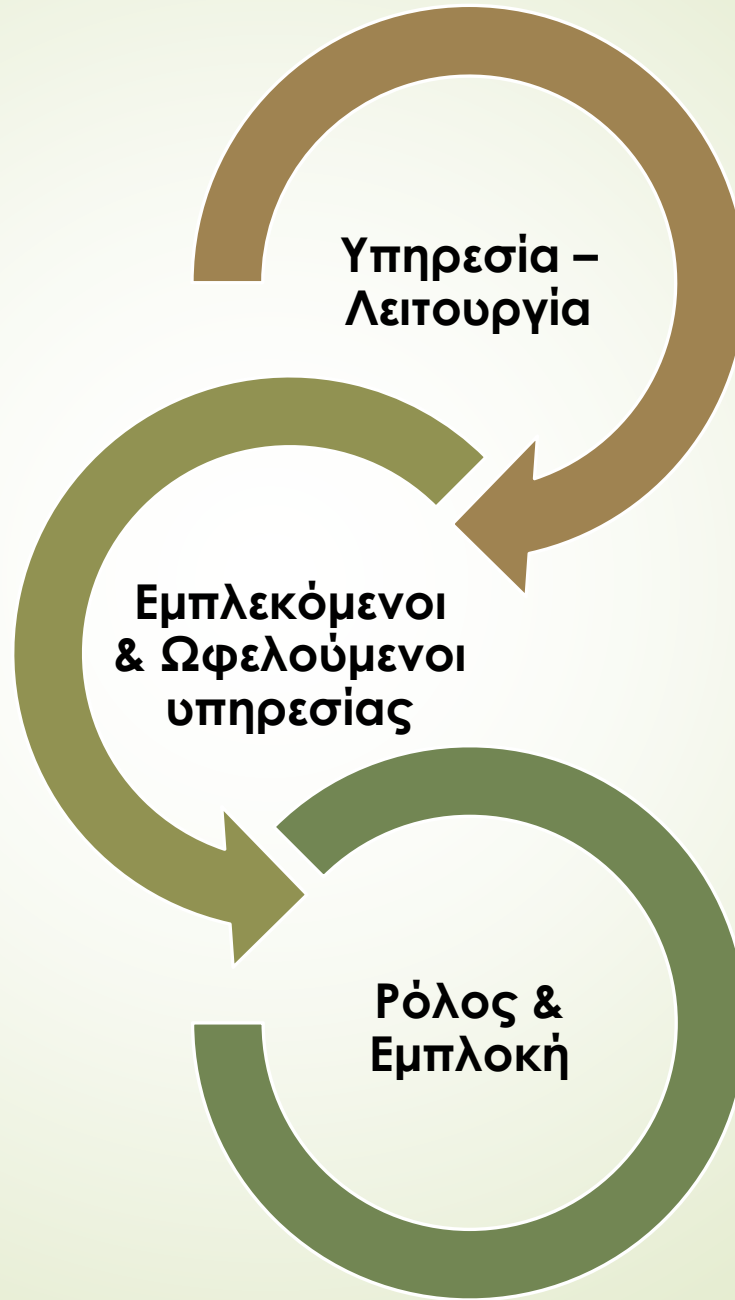 Υπηρεσία –
Λειτουργία
Εμπλεκόμενοι
& Ωφελούμενοι
υπηρεσίας
Ρόλος &
Εμπλοκή